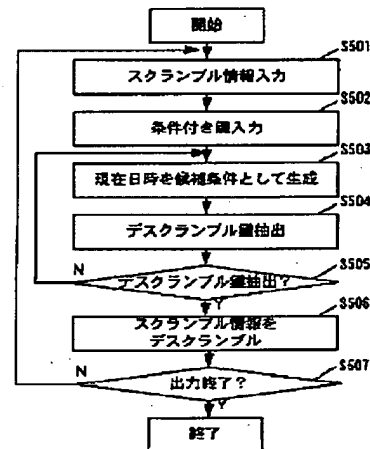 開始
S501
スクランブル情報入力
S502
条件付き鍵入力
S503
現在日時を候補条件として生成
S504
デスクランブル鍵抽出
S505
N
デスクランブル鍵抽出?
Y
S506
スクランブル情報を
デスクランブル
S507
N
出力終了?
Y
終了